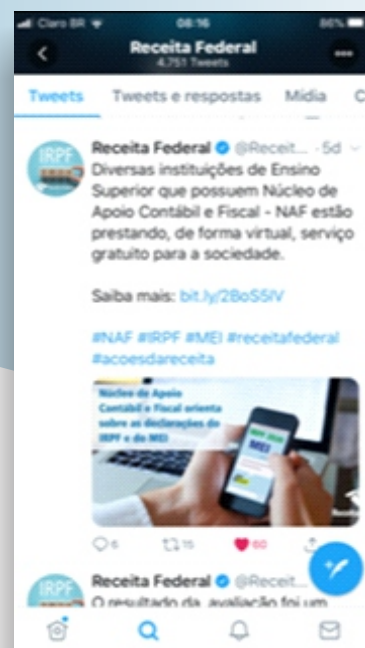 Claro BR 08:16 86%
Receita Federal
4.751 Tweets
Tweets Tweets e respostas Mídia C
IRPF
Receita Federal @Receit... · 5d
Diversas instituições de Ensino
Superior que possuem Núcleo de
Apoio Contábil e Fiscal - NAF estão
prestando, de forma virtual, serviço
gratuito para a sociedade.
Saiba mais: bit.ly/2BoS5IV
#NAF #IRPF #MEI #receitafederal
#acoesdareceita
Núcleo de Apoio
Contábil e Fiscal orienta
sobre as declarações do
IRPF e do MEI
MEI
6 15 60
IRPF
Receita Federal @Receit...
O resultado da avaliação foi um